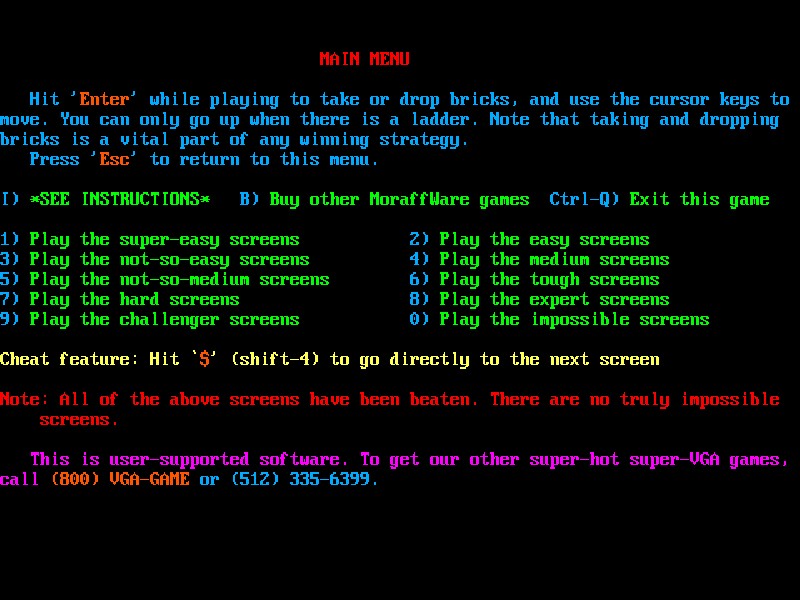 MAIN MENU
Hit 'Enter' while playing to take or drop bricks, and use the cursor keys to
move. You can only go up when there is a ladder. Note that taking and dropping
bricks is a vital part of any winning strategy.
Press 'Esc' to return to this menu.
I) *SEE INSTRUCTIONS* B) Buy other MoraffWare games Ctrl-Q) Exit this game
1) Play the super-easy screens 2) Play the easy screens
3) Play the not-so-easy screens 4) Play the medium screens
5) Play the not-so-medium screens 6) Play the tough screens
7) Play the hard screens 8) Play the expert screens
9) Play the challenger screens 0) Play the impossible screens
Cheat feature: Hit `$' (shift-4) to go directly to the next screen
Note: All of the above screens have been beaten. There are no truly impossible
screens.
This is user-supported software. To get our other super-hot super-VGA games,
call (800) VGA-GAME or (512) 335-6399.